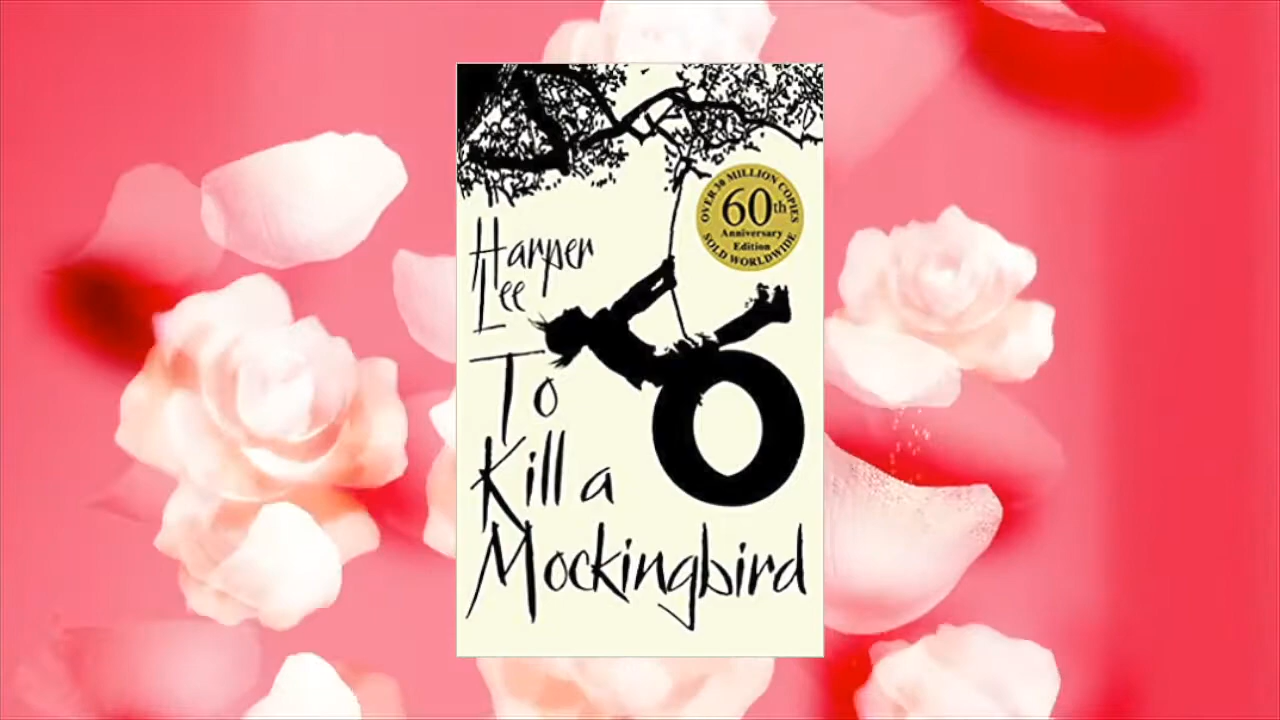 OVER 30 MILLION COPIES
60th
Anniversary
Edition
SOLD WORLDWIDE
Harper
Lee
To
Kill a
Mockingbird